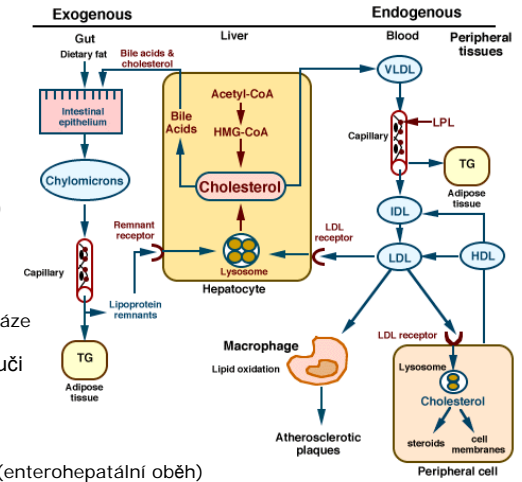 Exogenous
Endogenous
Gut
Liver
Blood
Peripheral
tissues
Dietary fat
Bile acids &
cholesterol
VLDL
Acetyl-CoA
Intestinal
epithelium
Bile
Acids
HMG-CoA
LPL
Capillary
TG
Adipose
tissue
Chylomicrons
Cholesterol
IDL
Remnant
receptor
LDL
receptor
Lysosome
LDL
HDL
Hepatocyte
Capillary
Lipoprotein
remnants
áze
TG
Adipose
tissue
uči
Macrophage
Lipid oxidation
LDL receptor
Lysosome
Cholesterol
steroids
cell
membranes
Atherosclerotic
plaques
Peripheral cell
(enterohepatální oběh)